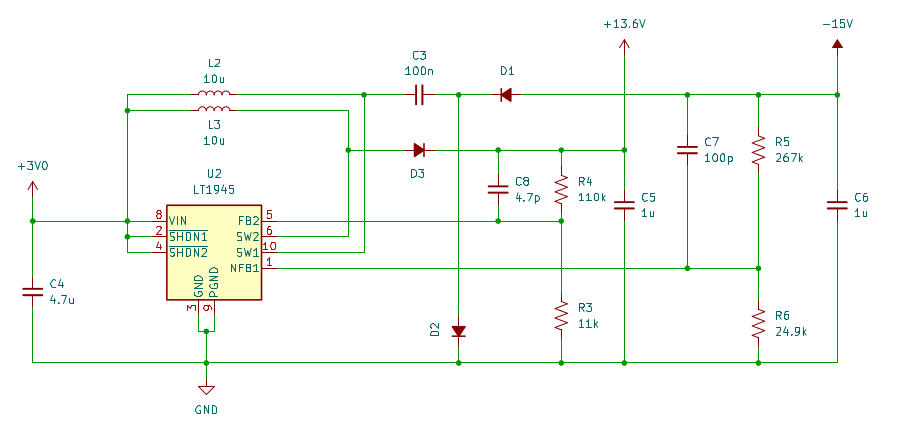 +13.6V
−15V
C3
100n
D1
L2
10u
L3
10u
D3
C7
100p
R5
267k
+3V0
U2
LT1945
C8
4.7p
R4
110k
C5
1u
C6
1u
8 VIN
2 SHDN1
4 SHDN2
FB2 5
SW2 6
SW1 10
NFB1 1
GND
PGND
3
9
C4
4.7u
D2
R3
11k
R6
24.9k
GND